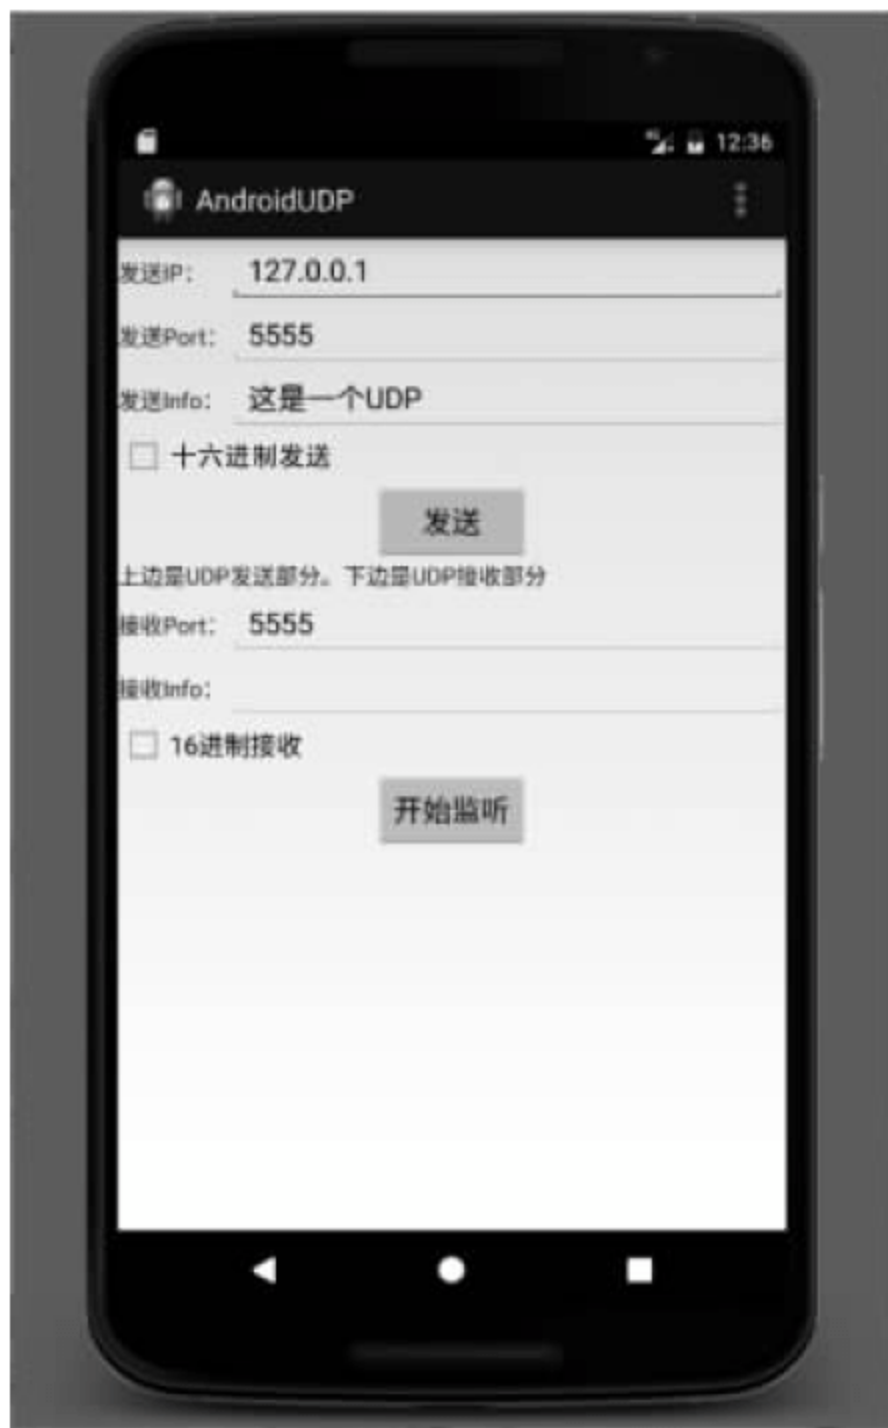 12:36
AndroidUDP
发送IP： 127.0.0.1
发送Port： 5555
发送Info： 这是一个UDP
十六进制发送
发送
上边是UDP发送部分。下边是UDP接收部分
接收Port： 5555
接收Info：
16进制接收
开始监听